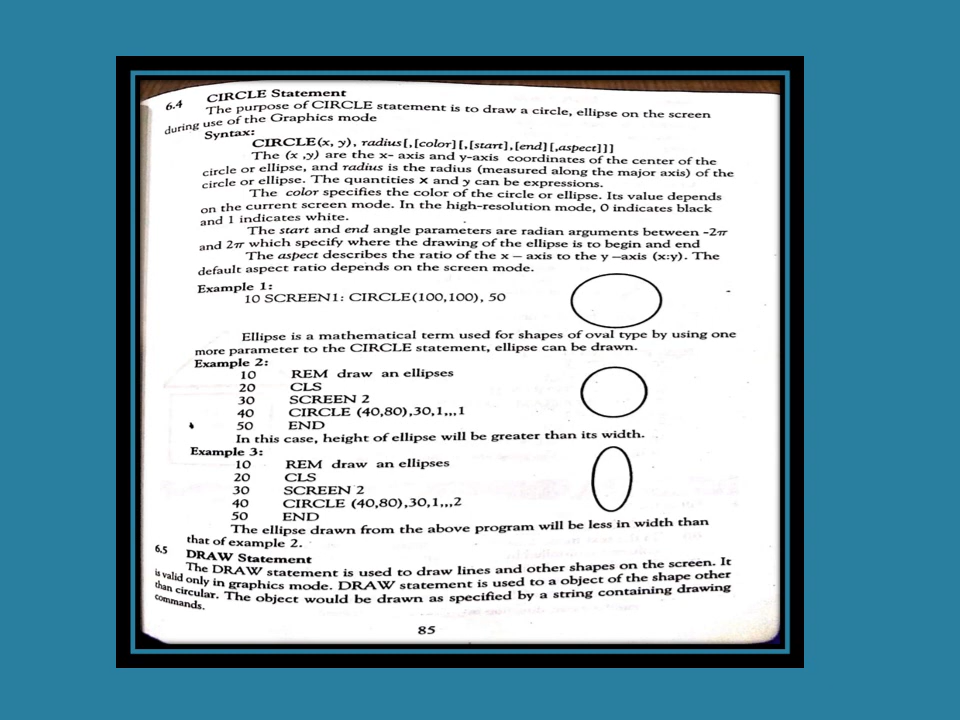 6.4 CIRCLE Statement
The purpose of CIRCLE statement is to draw a circle, ellipse on the screen
during use of the Graphics mode
Syntax:
CIRCLE(x, y), radius[,[color][,[start],[end][,aspect]]]
The (x ,y) are the x- axis and y-axis coordinates of the center of the
circle or ellipse, and radius is the radius (measured along the major axis) of the
circle or ellipse. The quantities x and y can be expressions.
The color specifies the color of the circle or ellipse. Its value depends
on the current screen mode. In the high-resolution mode, 0 indicates black
and 1 indicates white.
The start and end angle parameters are radian arguments between -2π
and 2π which specify where the drawing of the ellipse is to begin and end
The aspect describes the ratio of the x – axis to the y –axis (x:y). The
default aspect ratio depends on the screen mode.
Example 1:
10 SCREEN1: CIRCLE(100,100), 50
Ellipse is a mathematical term used for shapes of oval type by using one
more parameter to the CIRCLE statement, ellipse can be drawn.
Example 2:
10 REM draw an ellipses
20 CLS
30 SCREEN 2
40 CIRCLE (40,80),30,1,,,1
50 END
In this case, height of ellipse will be greater than its width.
Example 3:
10 REM draw an ellipses
20 CLS
30 SCREEN 2
40 CIRCLE (40,80),30,1,,,2
50 END
The ellipse drawn from the above program will be less in width than
that of example 2.
6.5 DRAW Statement
The DRAW statement is used to draw lines and other shapes on the screen. It
is valid only in graphics mode. DRAW statement is used to a object of the shape other
than circular. The object would be drawn as specified by a string containing drawing
commands.
85